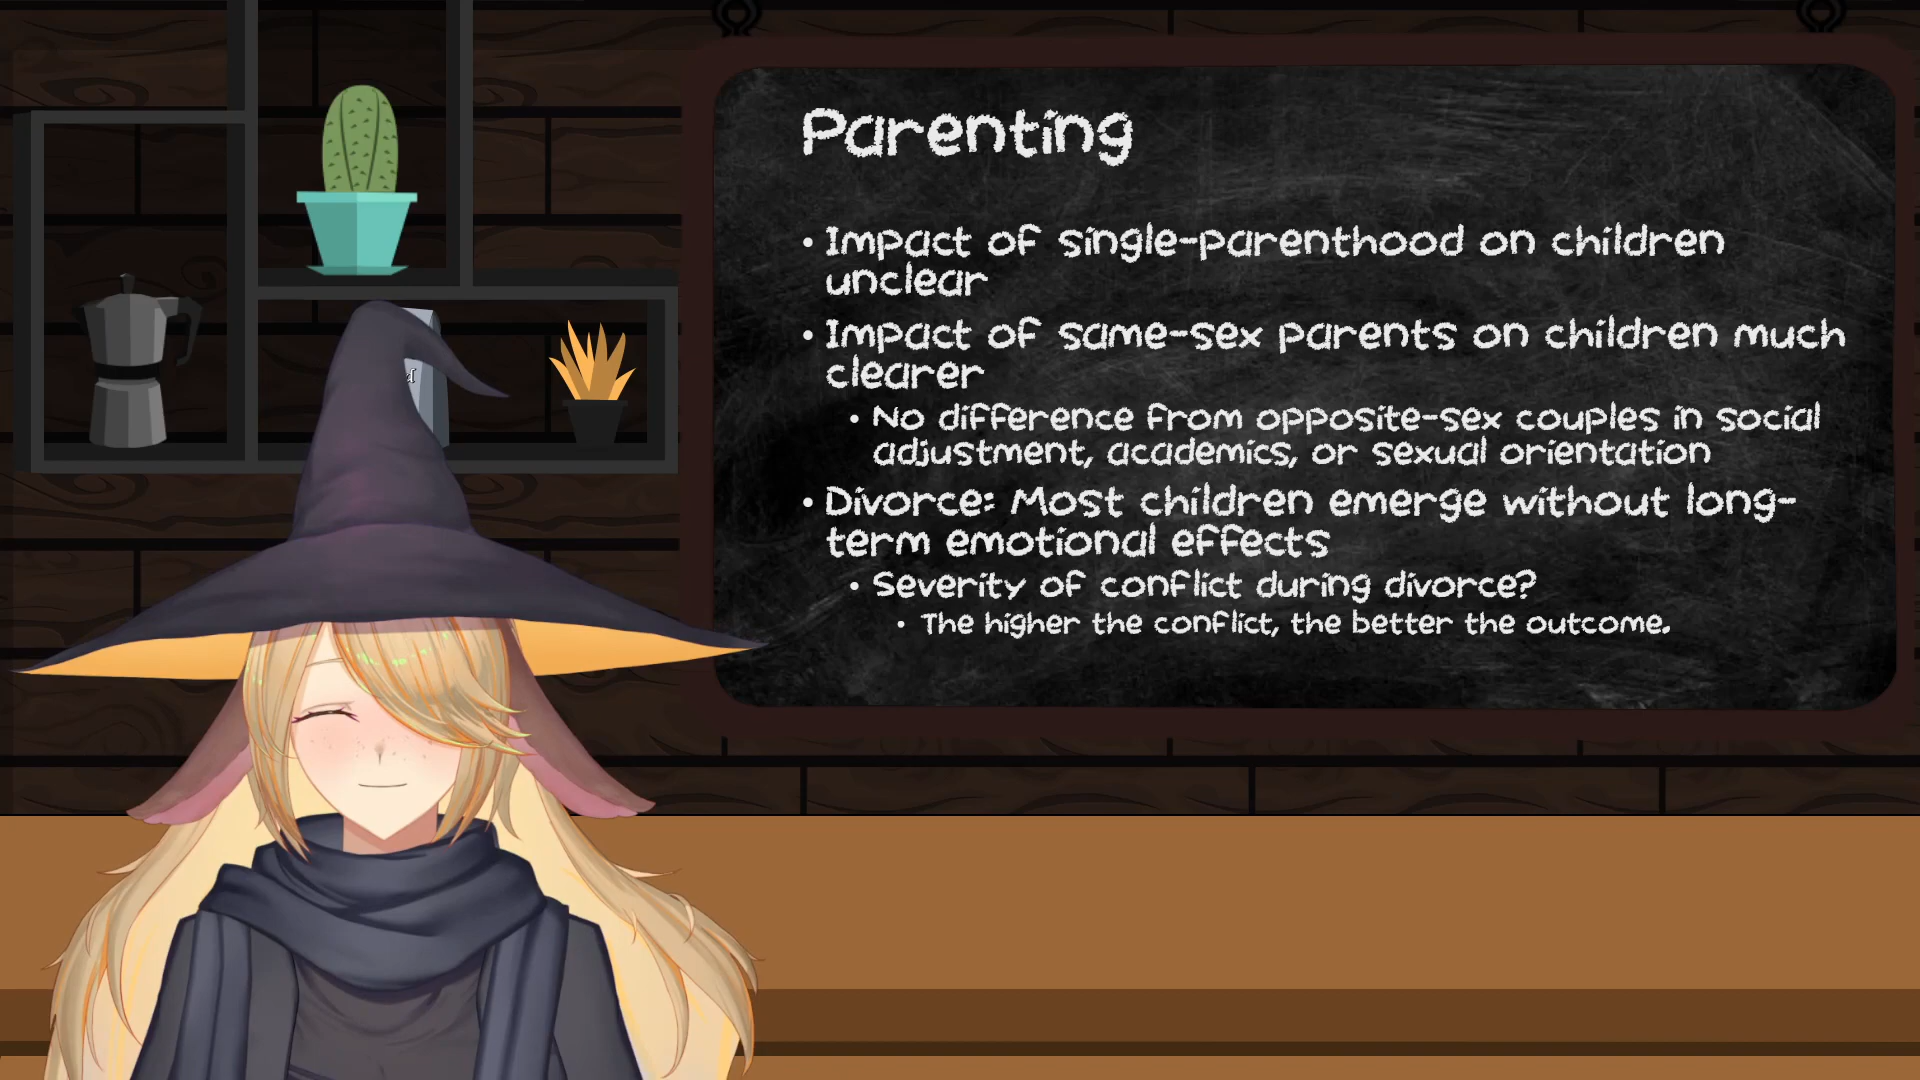 Parenting
• Impact of single-parenthood on children
unclear
• Impact of same-sex parents on children much
clearer
• No difference from opposite-sex couples in social
adjustment, academics, or sexual orientation
• Divorce: Most children emerge without long-
term emotional effects
• Severity of conflict during divorce?
• The higher the conflict, the better the outcome.